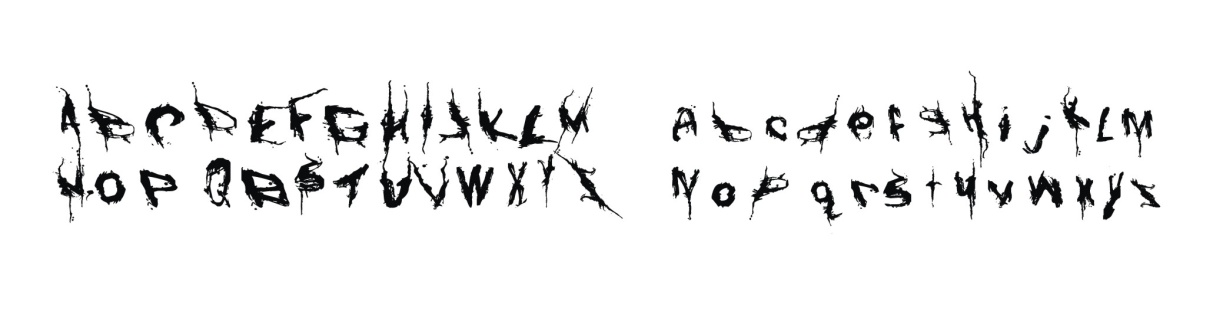 ABCDEFGHIJKLM
NOPQRSTUVWXYZ
AbcdefgHijkLM
NoPqrstuvwxyz